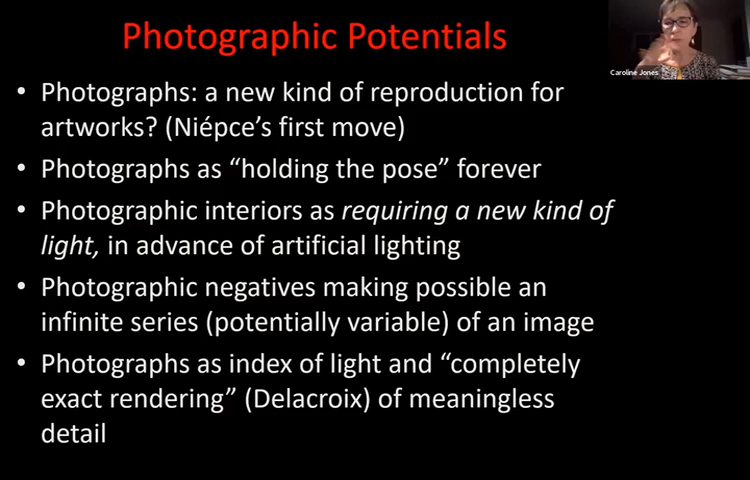 Photographic Potentials
Caroline Jones
• Photographs: a new kind of reproduction for
artworks? (Niépce's first move)
• Photographs as “holding the pose” forever
• Photographic interiors as requiring a new kind of
light, in advance of artificial lighting
• Photographic negatives making possible an
infinite series (potentially variable) of an image
• Photographs as index of light and “completely
exact rendering” (Delacroix) of meaningless
detail